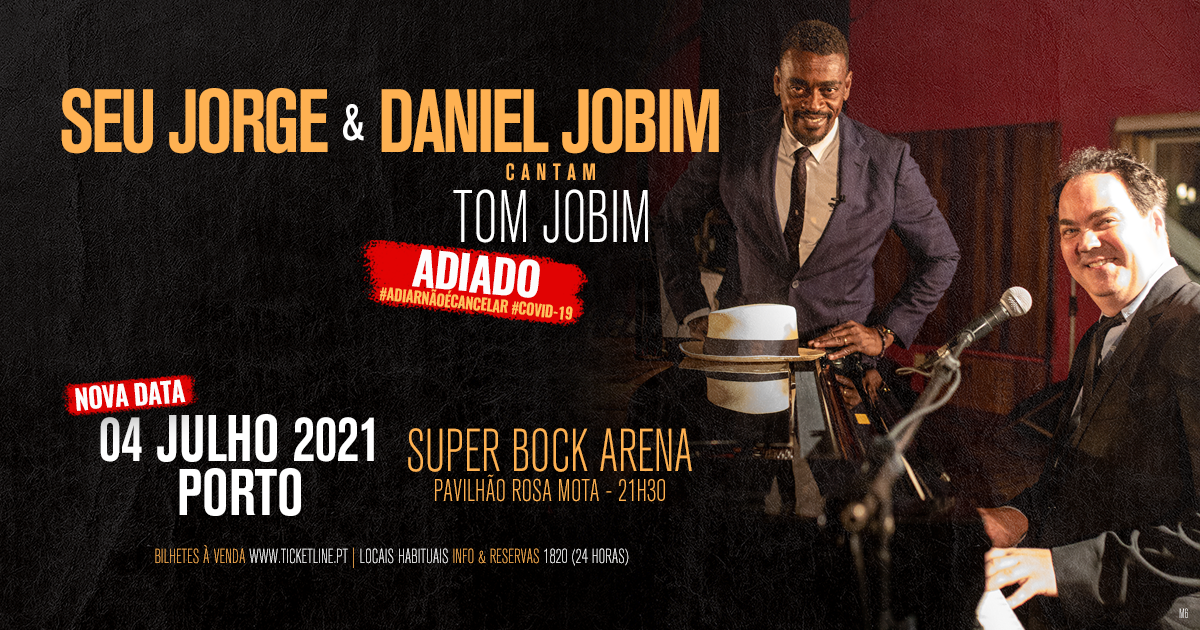 SEU JORGE & DANIEL JOBIM
CANTAM
TOM JOBIM
ADIADO
#ADIARNÃOÉCANCELAR #COVID-19
NOVA DATA
04 JULHO 2021
PORTO
SUPER BOCK ARENA
PAVILHÃO ROSA MOTA - 21H30
BILHETES À VENDA WWW.TICKETLINE.PT | LOCAIS HABITUAIS INFO & RESERVAS 1820 (24 HORAS)
MG